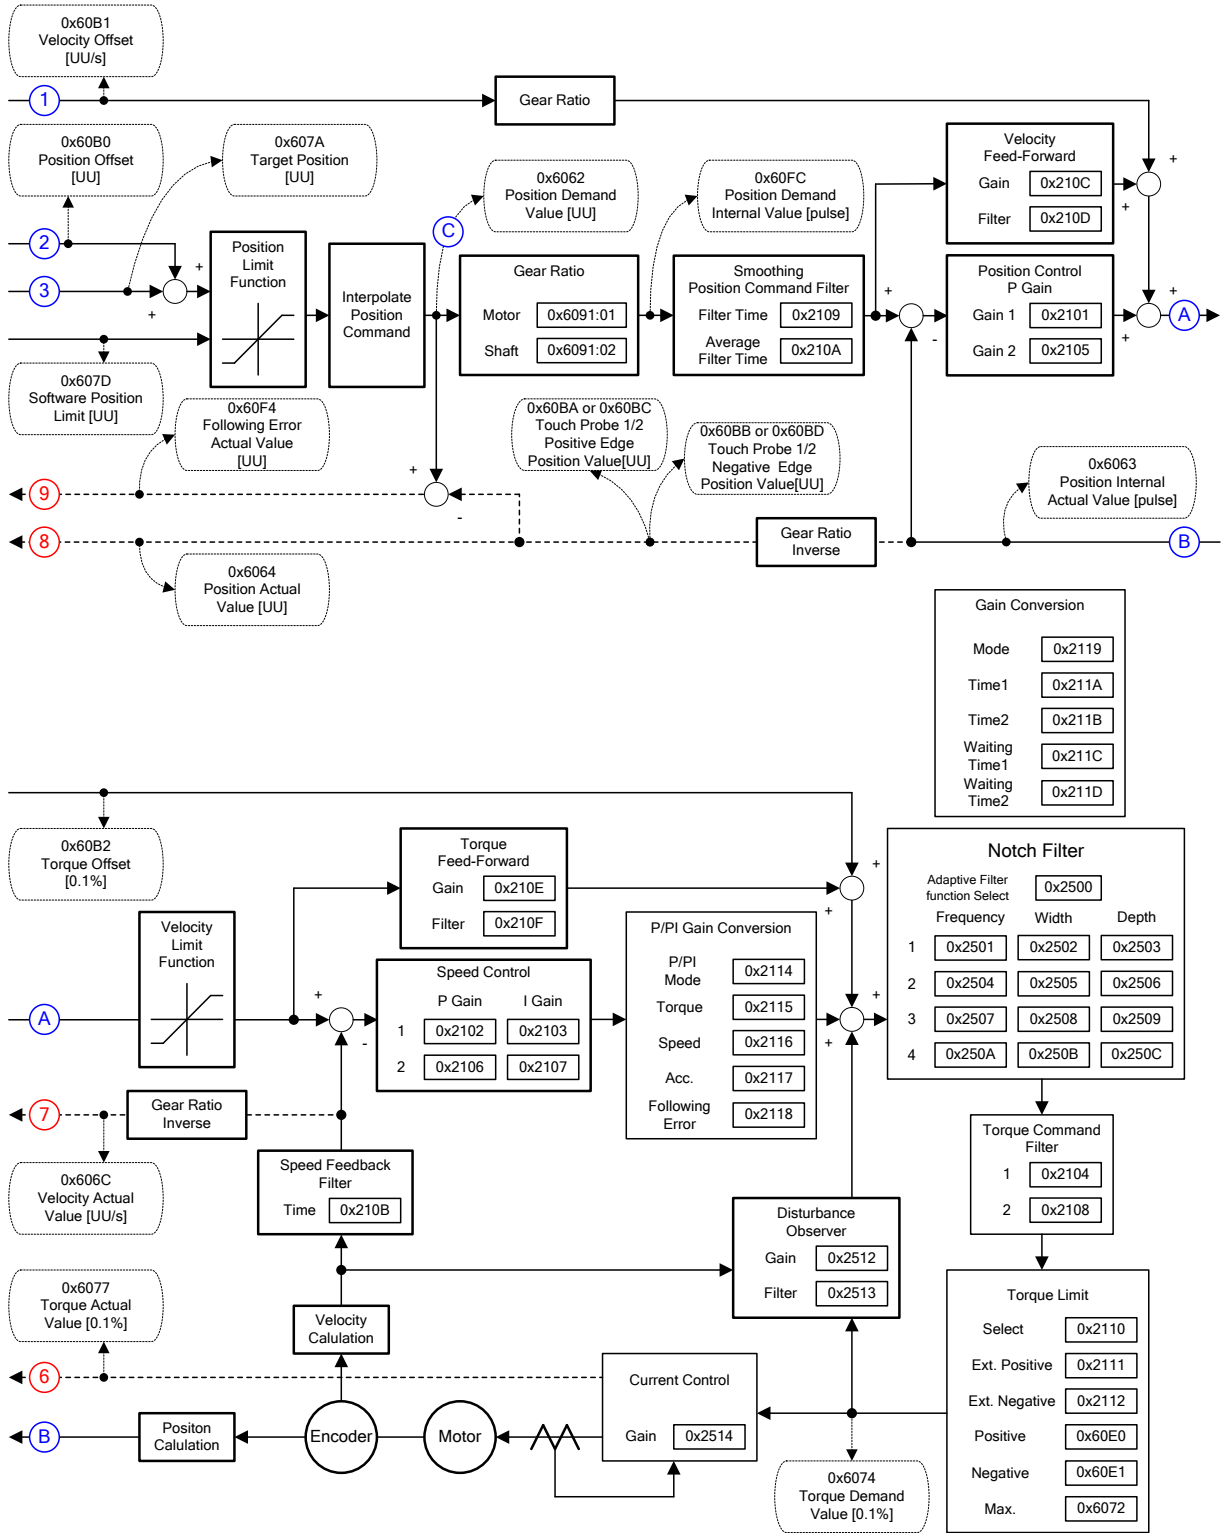 0x60B1
Velocity Offset
[UU/s]
1
Gear Ratio
0x60B0
Position Offset
[UU]
0x607A
Target Position
[UU]
0x6062
Position Demand
Value [UU]
0x60FC
Position Demand
Internal Value [pulse]
Velocity
Feed-Forward
Gain 0x210C
Filter 0x210D
+
+
2
3
+
+
Position
Limit
Function
Interpolate
Position
Command
C
Gear Ratio
Motor 0x6091:01
Shaft 0x6091:02
Smoothing
Position Command Filter
Filter Time 0x2109
Average
Filter Time 0x210A
+
-
Position Control
P Gain
Gain 1 0x2101
Gain 2 0x2105
+
+
A
0x607D
Software Position
Limit [UU]
0x60F4
Following Error
Actual Value
[UU]
0x60BA or 0x60BC
Touch Probe 1/2
Positive Edge
Position Value[UU]
0x60BB or 0x60BD
Touch Probe 1/2
Negative Edge
Position Value[UU]
0x6063
Position Internal
Actual Value [pulse]
9
+
-
8
Gear Ratio
Inverse
B
0x6064
Position Actual
Value [UU]
Gain Conversion
Mode 0x2119
Time1 0x211A
Time2 0x211B
Waiting
Time1 0x211C
Waiting
Time2 0x211D
0x60B2
Torque Offset
[0.1%]
Torque
Feed-Forward
Gain 0x210E
Filter 0x210F
+
+
Notch Filter
Adaptive Filter
function Select 0x2500
Frequency Width Depth
1 0x2501 0x2502 0x2503
2 0x2504 0x2505 0x2506
3 0x2507 0x2508 0x2509
4 0x250A 0x250B 0x250C
A
Velocity
Limit
Function
+
-
Speed Control
P Gain I Gain
1 0x2102 0x2103
2 0x2106 0x2107
P/PI Gain Conversion
P/PI
Mode 0x2114
Torque 0x2115
Speed 0x2116
Acc. 0x2117
Following
Error 0x2118
+
+
7
Gear Ratio
Inverse
0x606C
Velocity Actual
Value [UU/s]
Speed Feedback
Filter
Time 0x210B
Torque Command
Filter
1 0x2104
2 0x2108
Disturbance
Observer
Gain 0x2512
Filter 0x2513
0x6077
Torque Actual
Value [0.1%]
Velocity
Calulation
6
Torque Limit
Select 0x2110
Ext. Positive 0x2111
Ext. Negative 0x2112
Positive 0x60E0
Negative 0x60E1
Max. 0x6072
Current Control
Gain 0x2514
B
Positon
Calulation
Encoder
Motor
0x6074
Torque Demand
Value [0.1%]